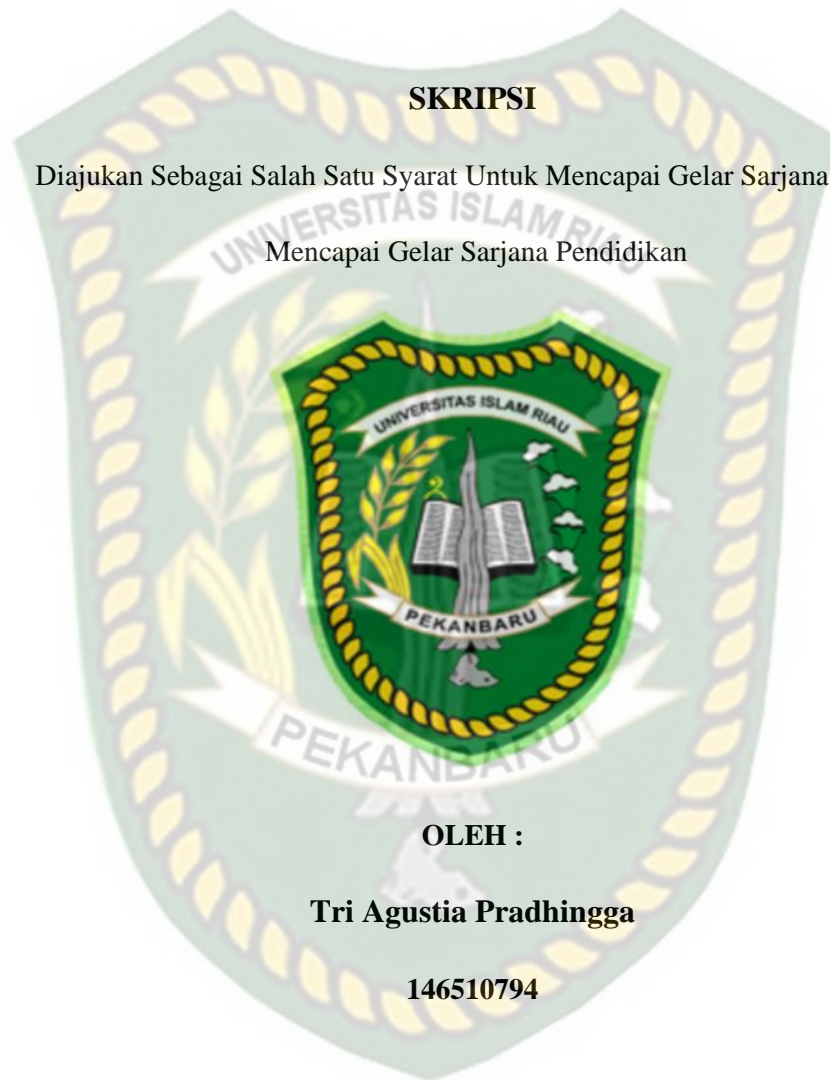 SKRIPSI
Diajukan Sebagai Salah Satu Syarat Untuk Mencapai Gelar Sarjana
UNIVERSITAS ISLAM RIAU
Mencapai Gelar Sarjana Pendidikan
UNIVERSITAS ISLAM RIAU
PEKANBARU
PEKANBARU
OLEH :
Tri Agustia Pradhingga
146510794